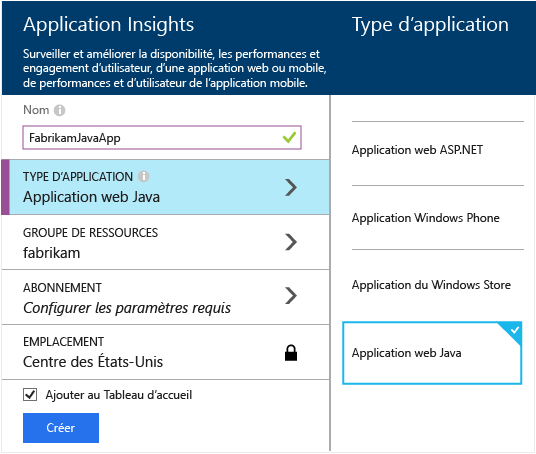 Application Insights
Surveiller et améliorer la disponibilité, les performances et
engagement d'utilisateur, d'une application web ou mobile,
de performances et d'utilisateur de l'application mobile.
Nom
FabrikamJavaApp
TYPE D'APPLICATION
Application web Java
GROUPE DE RESSOURCES
fabrikam
ABONNEMENT
Configurer les paramètres requis
EMPLACEMENT
Centre des États-Unis
Ajouter au Tableau d'accueil
Créer
Type d'application
Application web ASP.NET
Application Windows Phone
Application du Windows Store
Application web Java